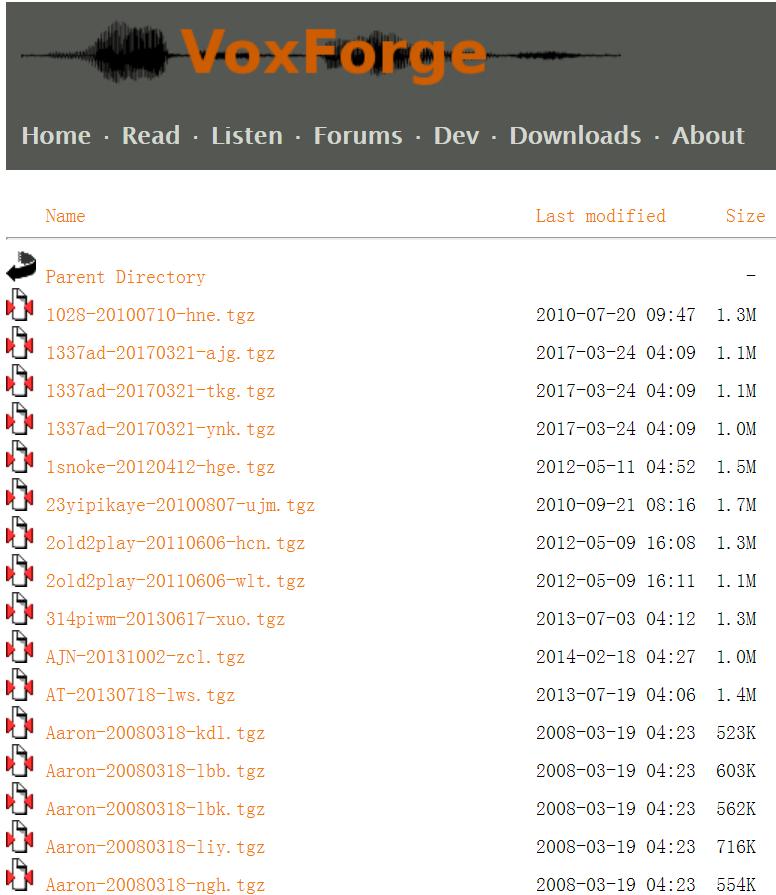 VoxForge
Home · Read · Listen · Forums · Dev · Downloads · About
Name Last modified Size
Parent Directory -
1028-20100710-hne.tgz 2010-07-20 09:47 1.3M
1337ad-20170321-ajg.tgz 2017-03-24 04:09 1.1M
1337ad-20170321-tkg.tgz 2017-03-24 04:09 1.1M
1337ad-20170321-ynk.tgz 2017-03-24 04:09 1.0M
1snoke-20120412-hge.tgz 2012-05-11 04:52 1.5M
23yipikaye-20100807-ujm.tgz 2010-09-21 08:16 1.7M
2old2play-20110606-hcn.tgz 2012-05-09 16:08 1.3M
2old2play-20110606-wlt.tgz 2012-05-09 16:11 1.1M
314piwm-20130617-xuo.tgz 2013-07-03 04:12 1.3M
AJN-20131002-zcl.tgz 2014-02-18 04:27 1.0M
AT-20130718-lws.tgz 2013-07-19 04:06 1.4M
Aaron-20080318-kdl.tgz 2008-03-19 04:23 523K
Aaron-20080318-lbb.tgz 2008-03-19 04:23 603K
Aaron-20080318-lbk.tgz 2008-03-19 04:23 562K
Aaron-20080318-liy.tgz 2008-03-19 04:23 716K
Aaron-20080318-ngh.tgz 2008-03-19 04:23 554K